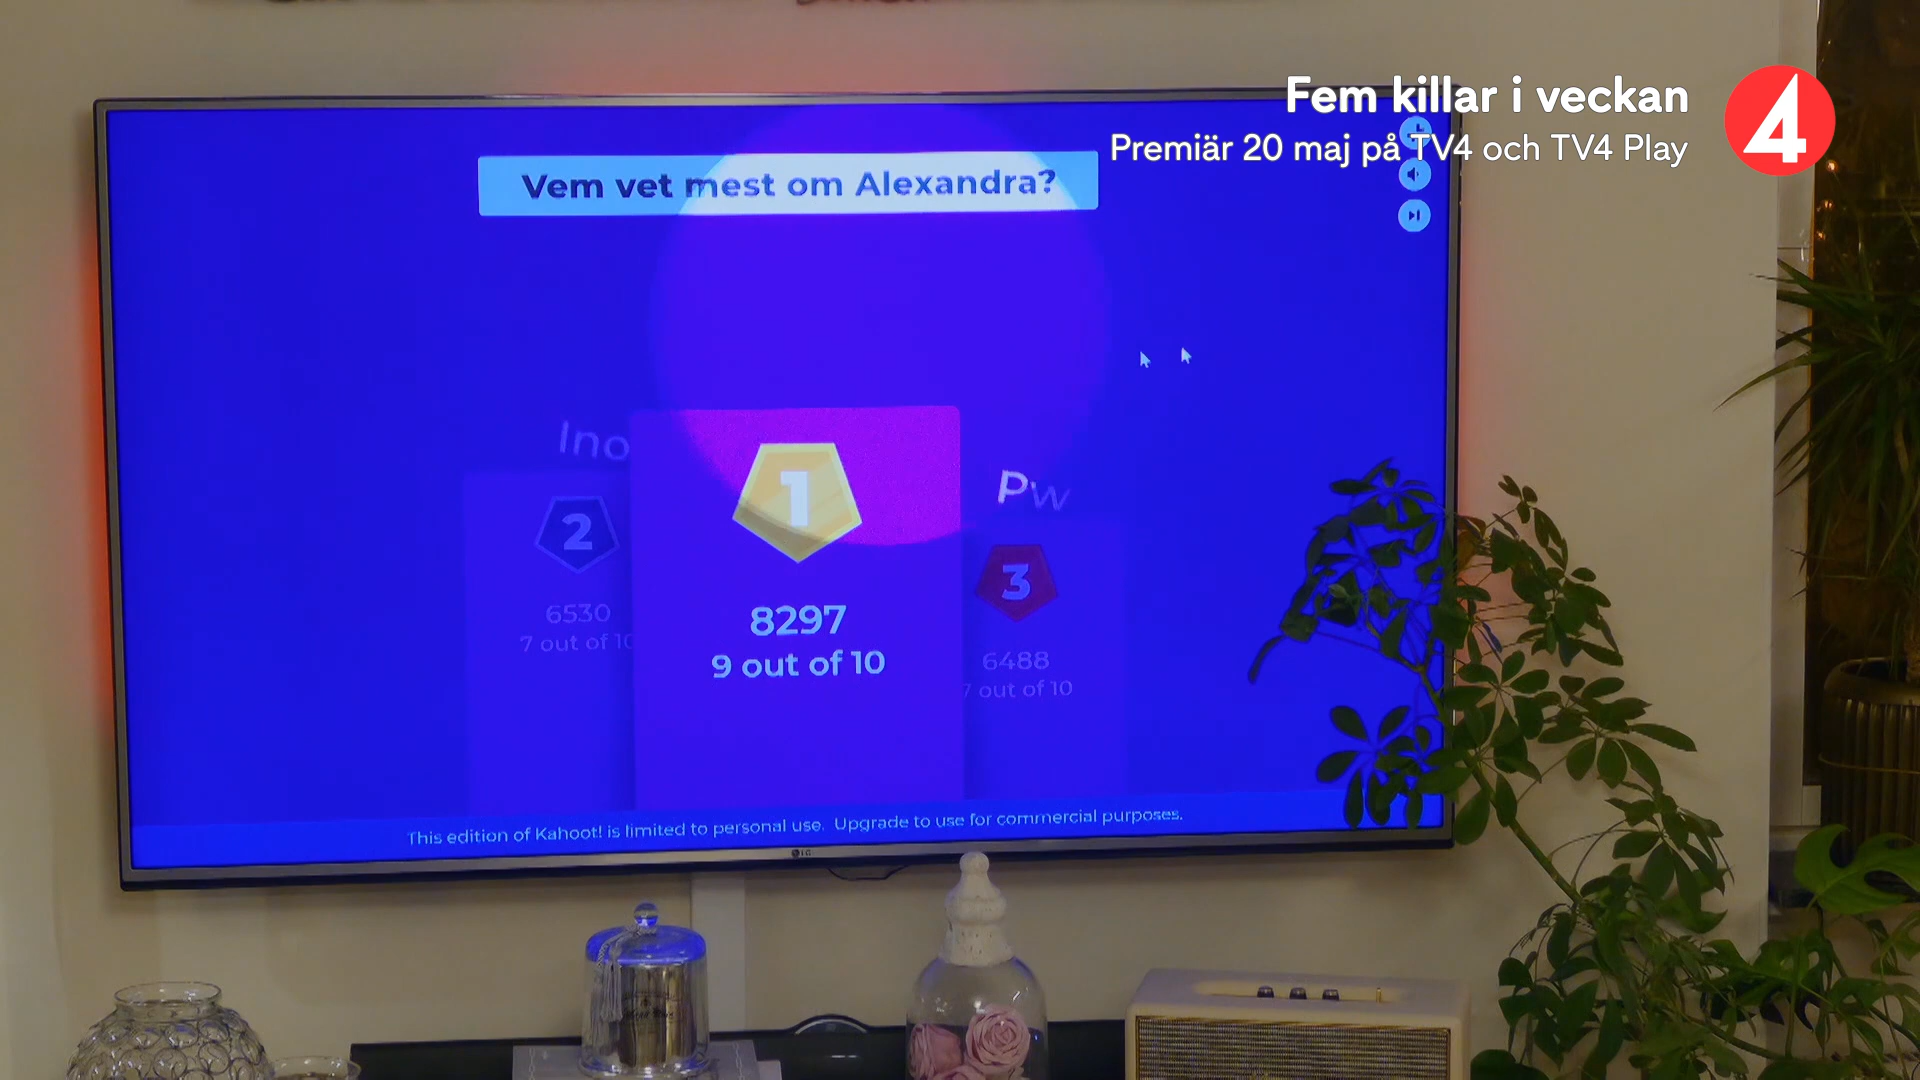 Fem killar i veckan
Premiär 20 maj på TV4 och TV4 Play
4
Vem vet mest om Alexandra?
Ino
Pw
1
2
3
8297
9 out of 10
6530
7 out of 10
6488
7 out of 10
This edition of Kahoot! is limited to personal use. Upgrade to use for commercial purposes.
LG